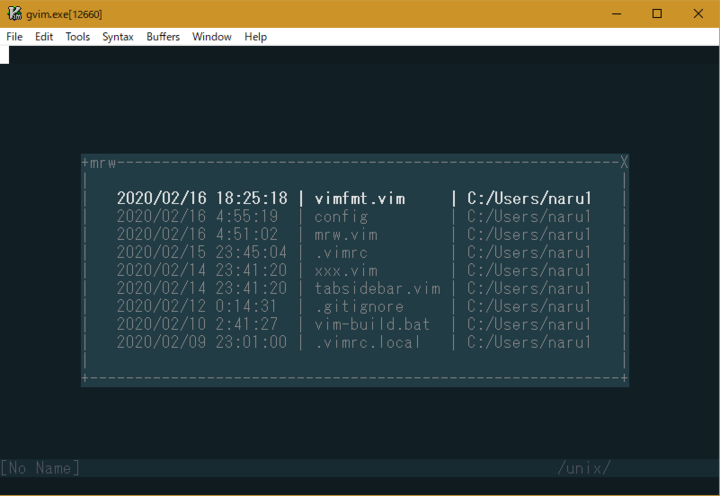 gvim.exe[12660]
File Edit Tools Syntax Buffers Window Help
+mrw-----------------------------------------------------------X
2020/02/16 18:25:18 | vimfmt.vim | C:/Users/naru1
2020/02/16 4:55:19 | config | C:/Users/naru1
2020/02/16 4:51:02 | mrw.vim | C:/Users/naru1
2020/02/15 23:45:04 | .vimrc | C:/Users/naru1
2020/02/14 23:41:20 | xxx.vim | C:/Users/naru1
2020/02/14 23:41:20 | tabsidebar.vim | C:/Users/naru1
2020/02/12 0:14:31 | .gitignore | C:/Users/naru1
2020/02/10 2:41:27 | vim-build.bat | C:/Users/naru1
2020/02/09 23:01:00 | .vimrc.local | C:/Users/naru1
[No Name] /unix/